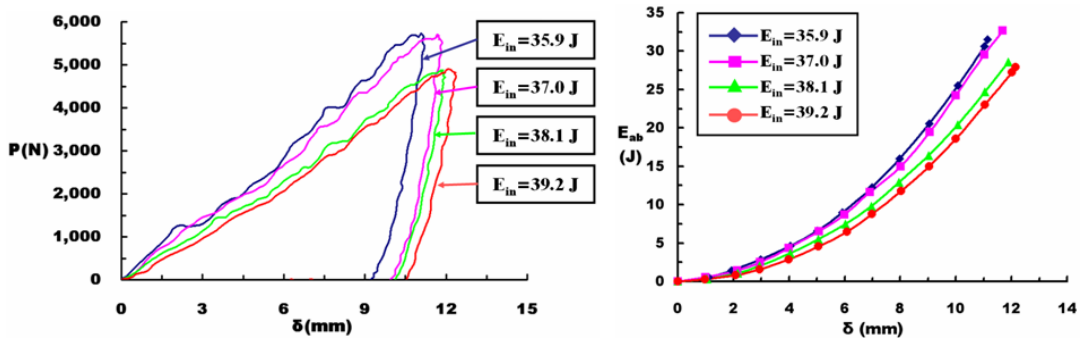 6,000
5,000
4,000
P(N)
3,000
2,000
1,000
0
0 3 6 9 12 15
δ(mm)
E_in=35.9 J
E_in=37.0 J
E_in=38.1 J
E_in=39.2 J
35
30
25
20
E_ab
(J)
15
10
5
0
0 2 4 6 8 10 12 14
δ (mm)
E_in=35.9 J
E_in=37.0 J
E_in=38.1 J
E_in=39.2 J